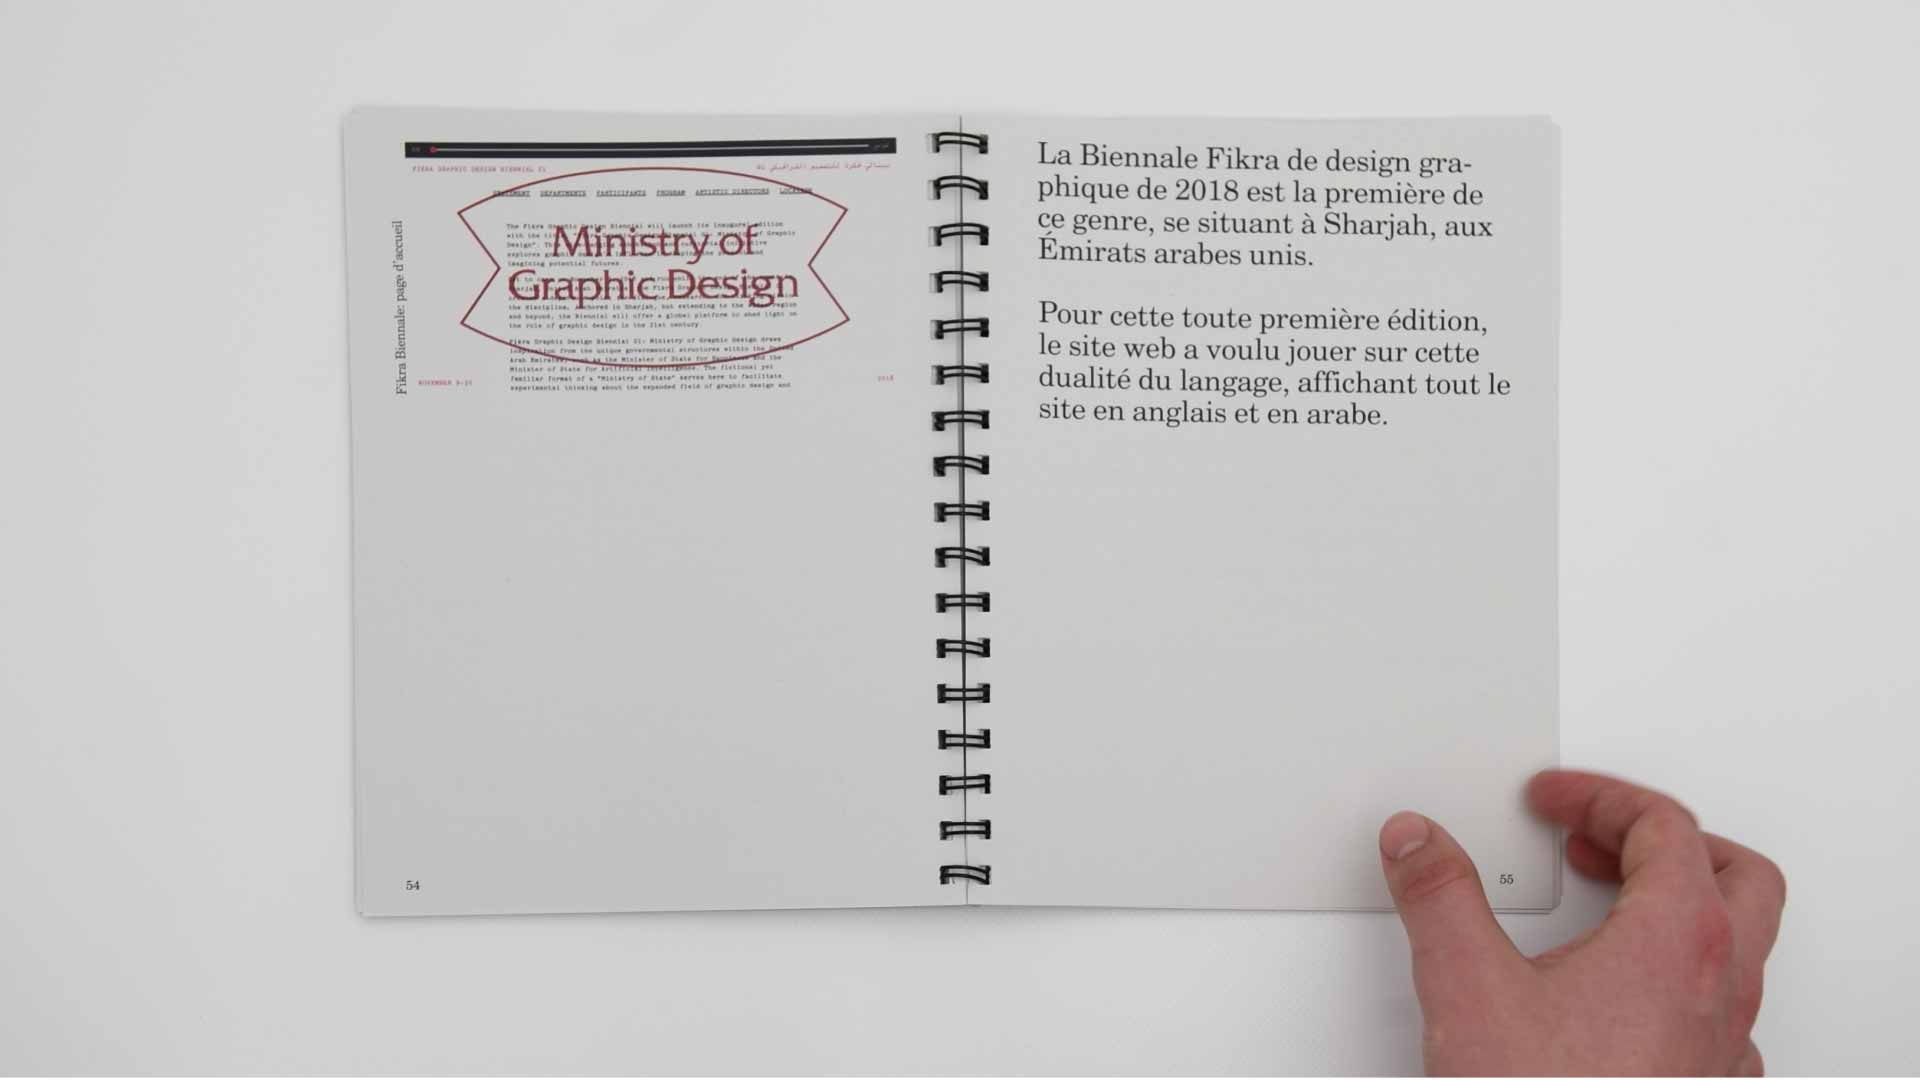 FIKRA GRAPHIC DESIGN BIENNIAL 01
STATEMENT DEPARTMENTS PARTICIPANTS PROGRAM ARTISTIC DIRECTORS LOCATION
Ministry of
Graphic Design
The Fikra Graphic Design Biennial will launch its inaugural edition
with the Ministry of Graphic
Design".
explores and
imagining potential futures.
the discipline. Anchored in Sharjah, but extending to the region
and beyond, the Biennial will offer a global platform to shed light on
the role of graphic design in the 21st century.
Fikra Graphic Design Biennial 01: Ministry of Graphic Design draws
inspiration from the unique governmental structures within the United
Arab Emirates, such as the Minister of State for Happiness and the
Minister of State for Artificial Intelligence. The fictional yet
familiar format of a "Ministry of State" serves here to facilitate
experimental thinking about the expanded field of graphic design and
NOVEMBER 2018
Fikra Biennale: page d'accueil
54
La Biennale Fikra de design gra-
phique de 2018 est la première de
ce genre, se situant à Sharjah, aux
Émirats arabes unis.
Pour cette toute première édition,
le site web a voulu jouer sur cette
dualité du langage, affichant tout le
site en anglais et en arabe.
55